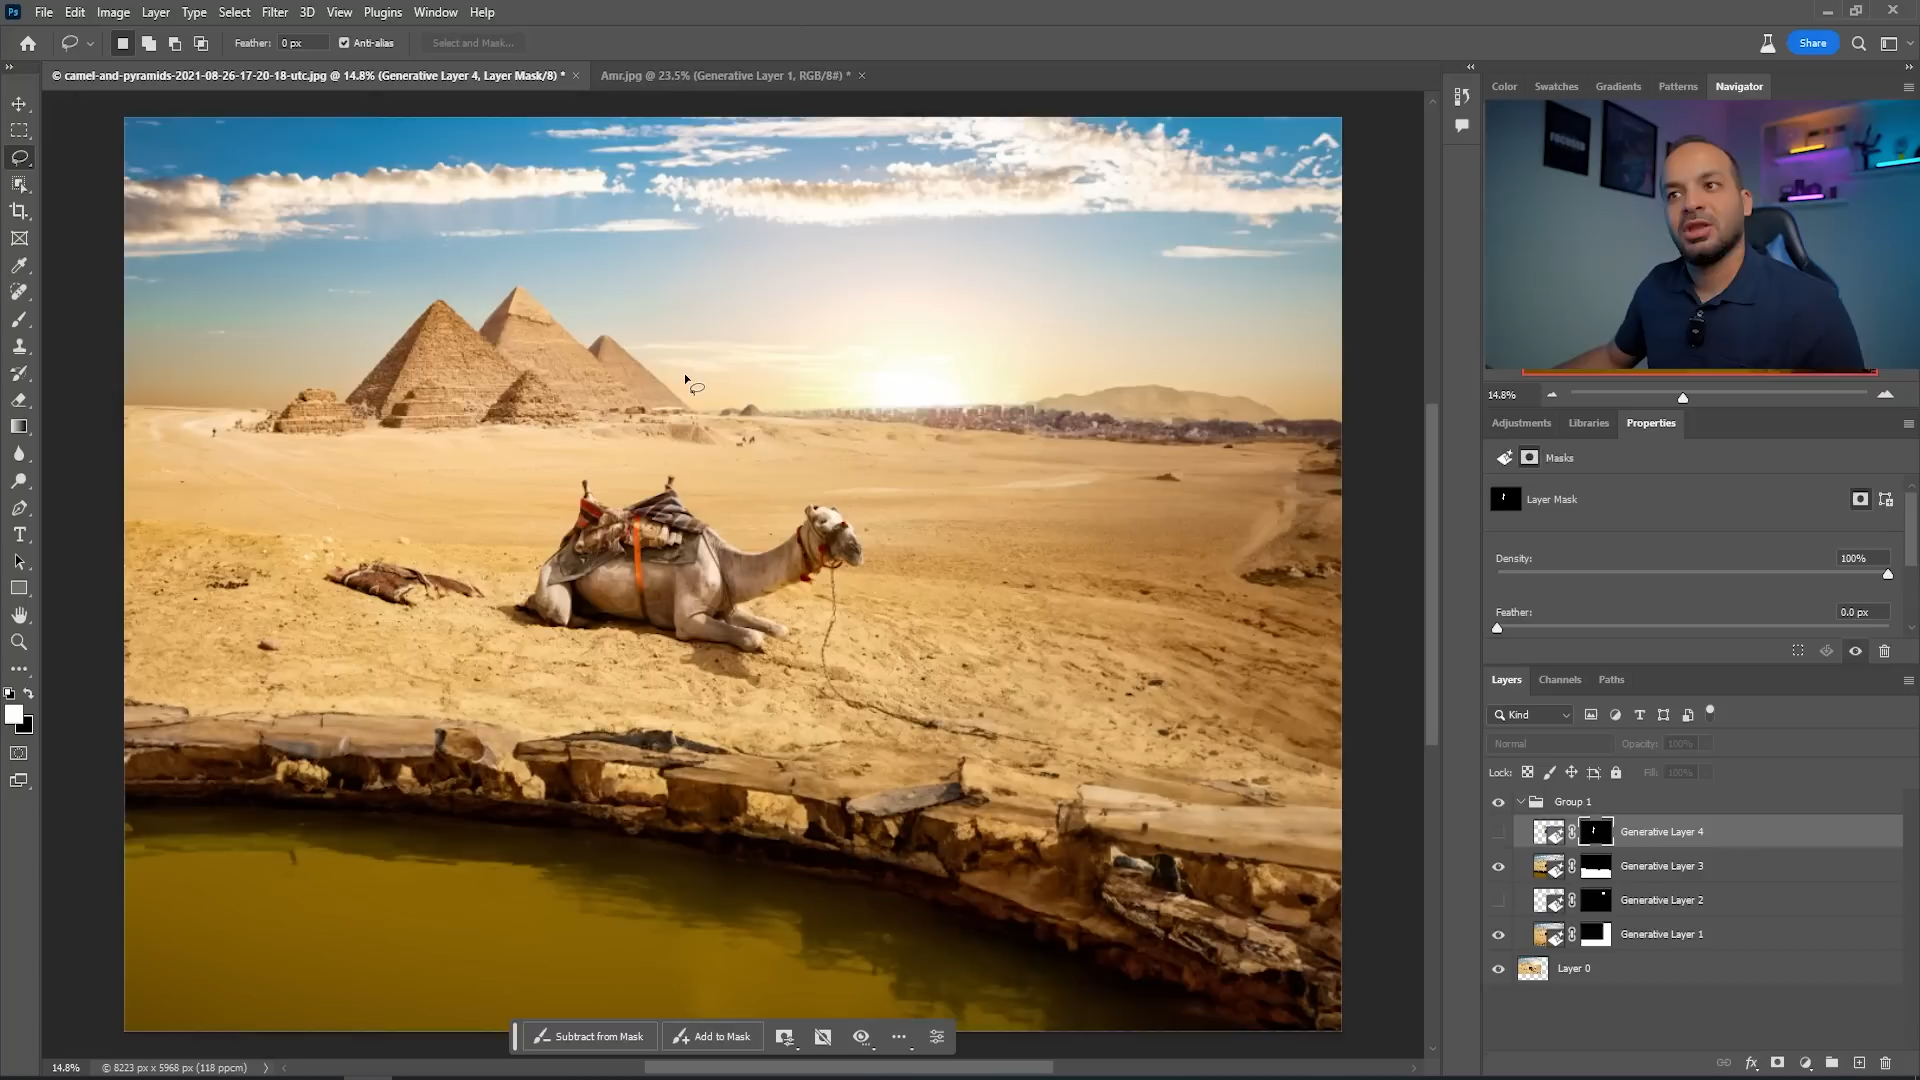 Ps File Edit Image Layer Type Select Filter 3D View Plugins Window Help
Feather: 0 px Anti-alias Select and Mask... Share
© camel-and-pyramids-2021-08-26-17-20-18-utc.jpg @ 14.8% (Generative Layer 4, Layer Mask/8) * × Amr.jpg @ 23.5% (Generative Layer 1, RGB/8#) * ×
Color Swatches Gradients Patterns Navigator
14.8%
Adjustments Libraries Properties
Masks
Layer Mask
Density: 100%
Feather: 0.0 px
Layers Channels Paths
Kind
Normal Opacity: 100%
Lock: Fill: 100%
Group 1
Generative Layer 4
Generative Layer 3
Generative Layer 2
Generative Layer 1
Layer 0
Subtract from Mask Add to Mask
14.8% © 8223 px x 5968 px (118 ppcm)